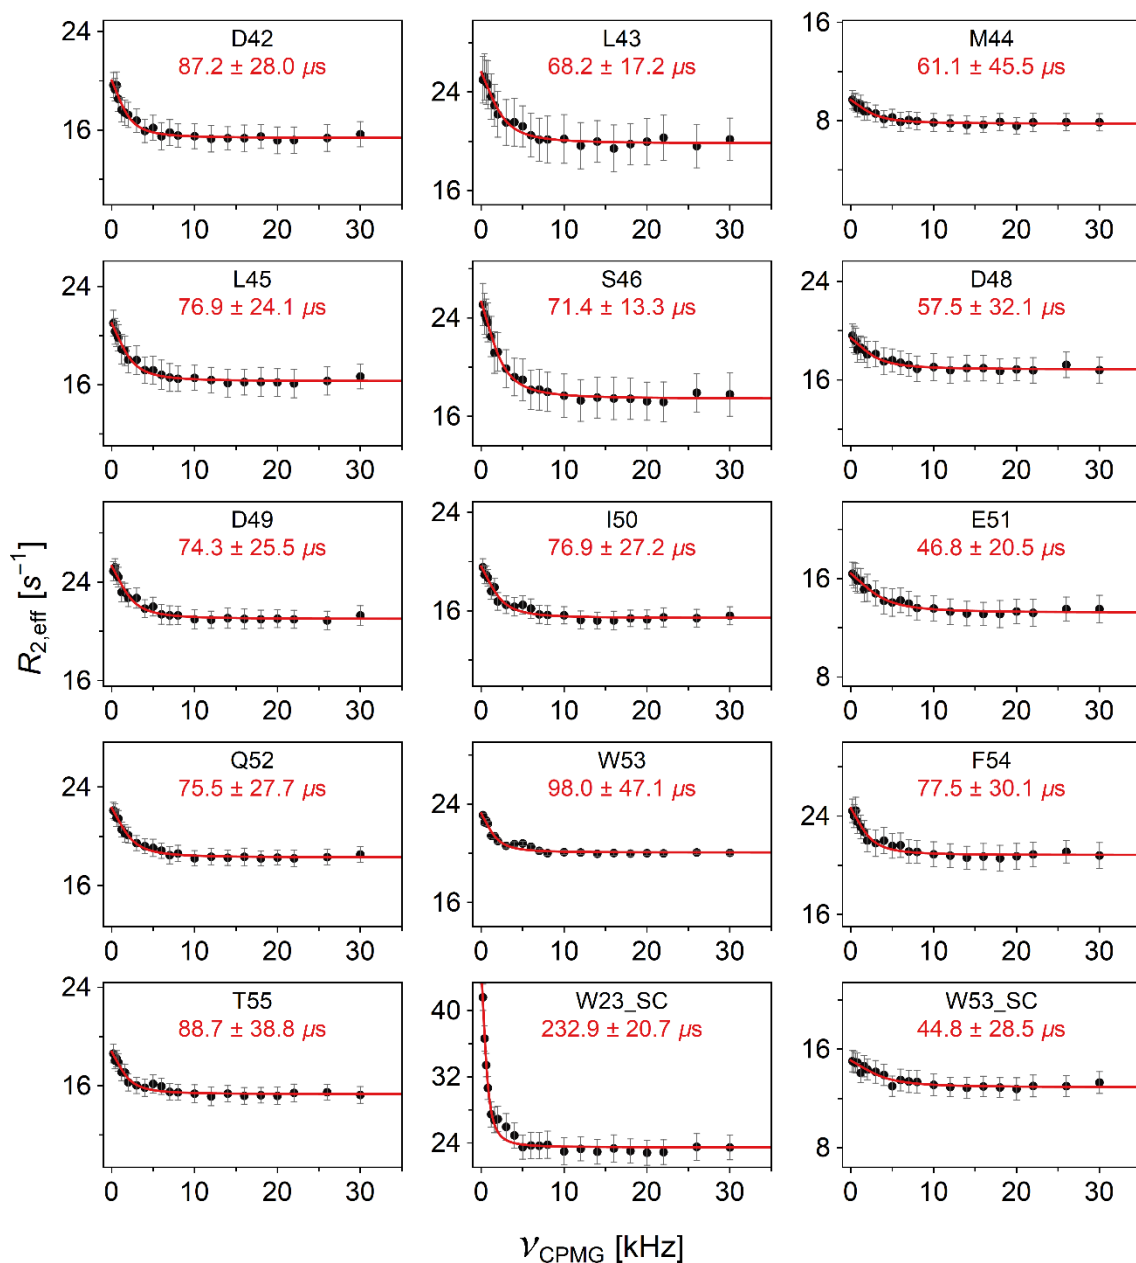 D42
87.2 ± 28.0 µs
24
16
0 10 20 30
L43
68.2 ± 17.2 µs
24
16
0 10 20 30
M44
61.1 ± 45.5 µs
16
8
0 10 20 30
L45
76.9 ± 24.1 µs
24
16
0 10 20 30
S46
71.4 ± 13.3 µs
24
16
0 10 20 30
D48
57.5 ± 32.1 µs
24
16
0 10 20 30
D49
74.3 ± 25.5 µs
24
16
0 10 20 30
I50
76.9 ± 27.2 µs
24
16
0 10 20 30
E51
46.8 ± 20.5 µs
16
8
0 10 20 30
Q52
75.5 ± 27.7 µs
24
16
0 10 20 30
W53
98.0 ± 47.1 µs
24
16
0 10 20 30
F54
77.5 ± 30.1 µs
24
16
0 10 20 30
T55
88.7 ± 38.8 µs
24
16
0 10 20 30
W23_SC
232.9 ± 20.7 µs
40
32
24
0 10 20 30
W53_SC
44.8 ± 28.5 µs
16
8
0 10 20 30
R2,eff [s−1]
νCPMG [kHz]